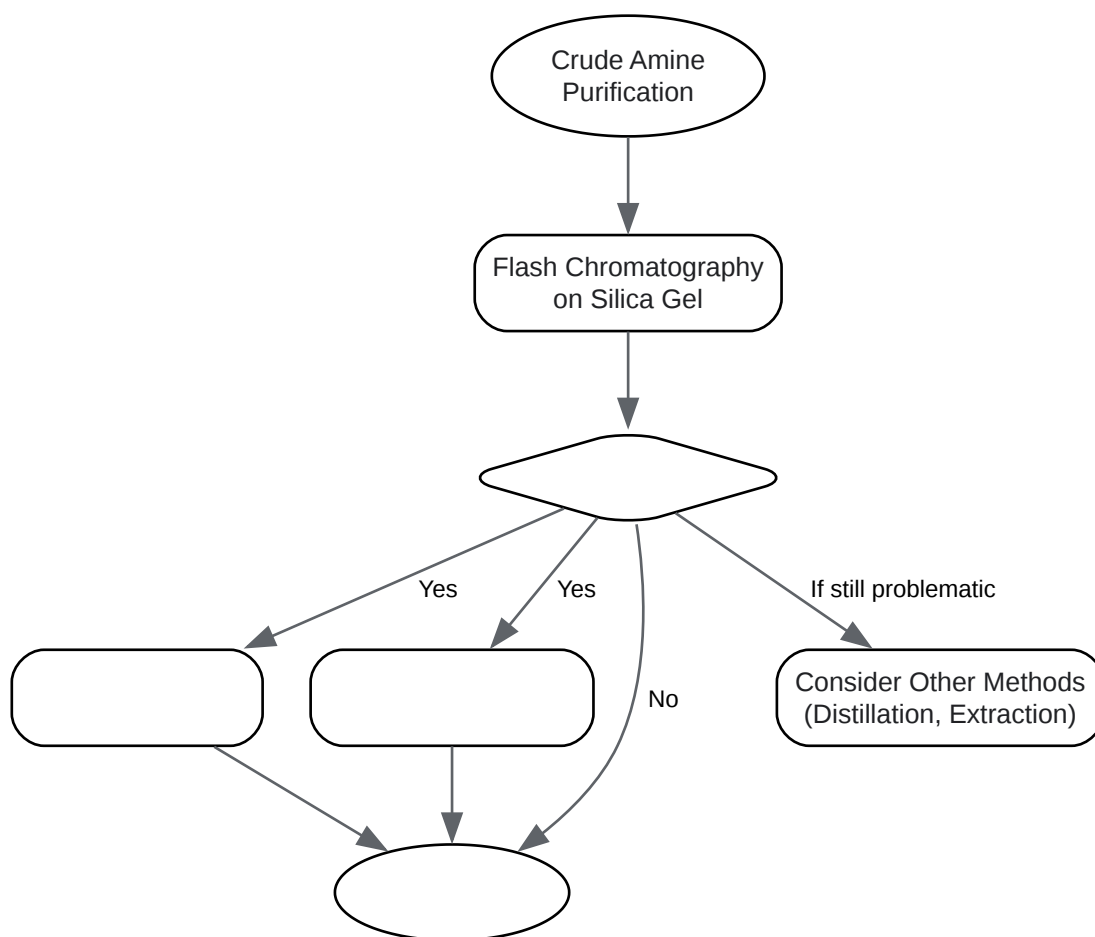 Crude Amine
Purification
Flash Chromatography
on Silica Gel
Yes
Yes
If still problematic
No
Consider Other Methods
(Distillation, Extraction)